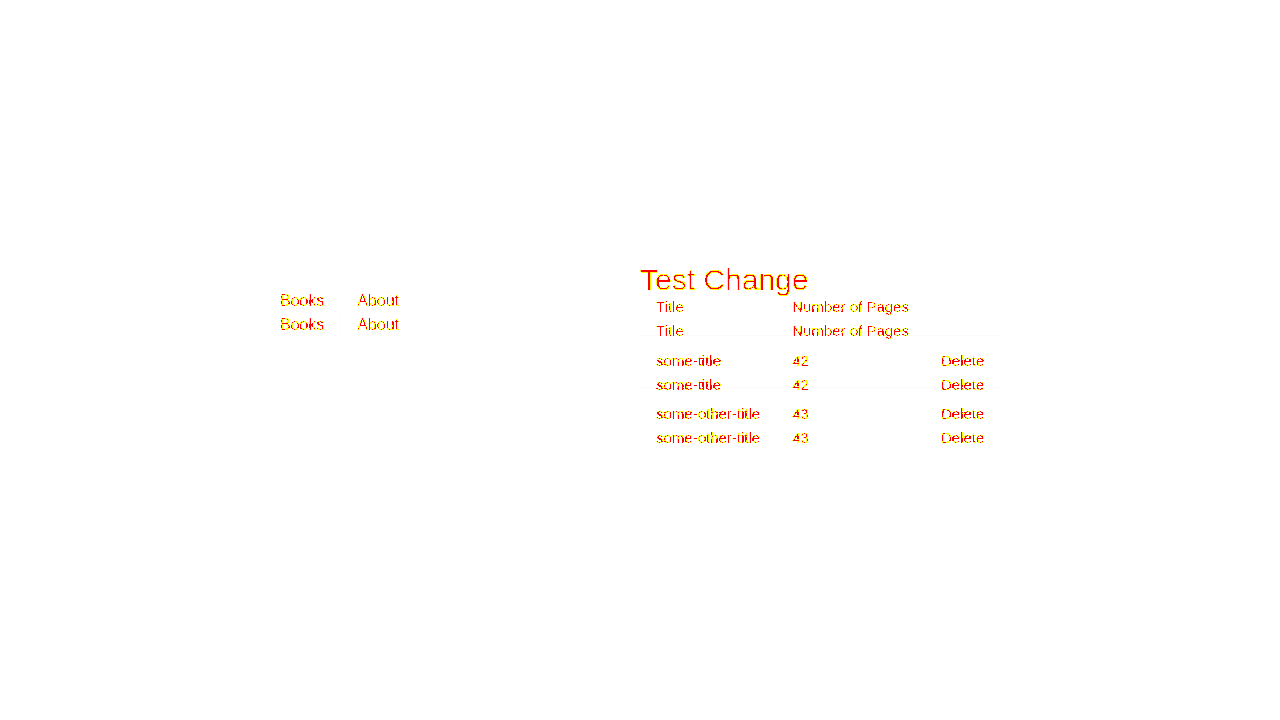 Books About
Books About
Test Change
Title Number of Pages
Title Number of Pages
some-title 42 Delete
some-title 42 Delete
some-other-title 43 Delete
some-other-title 43 Delete